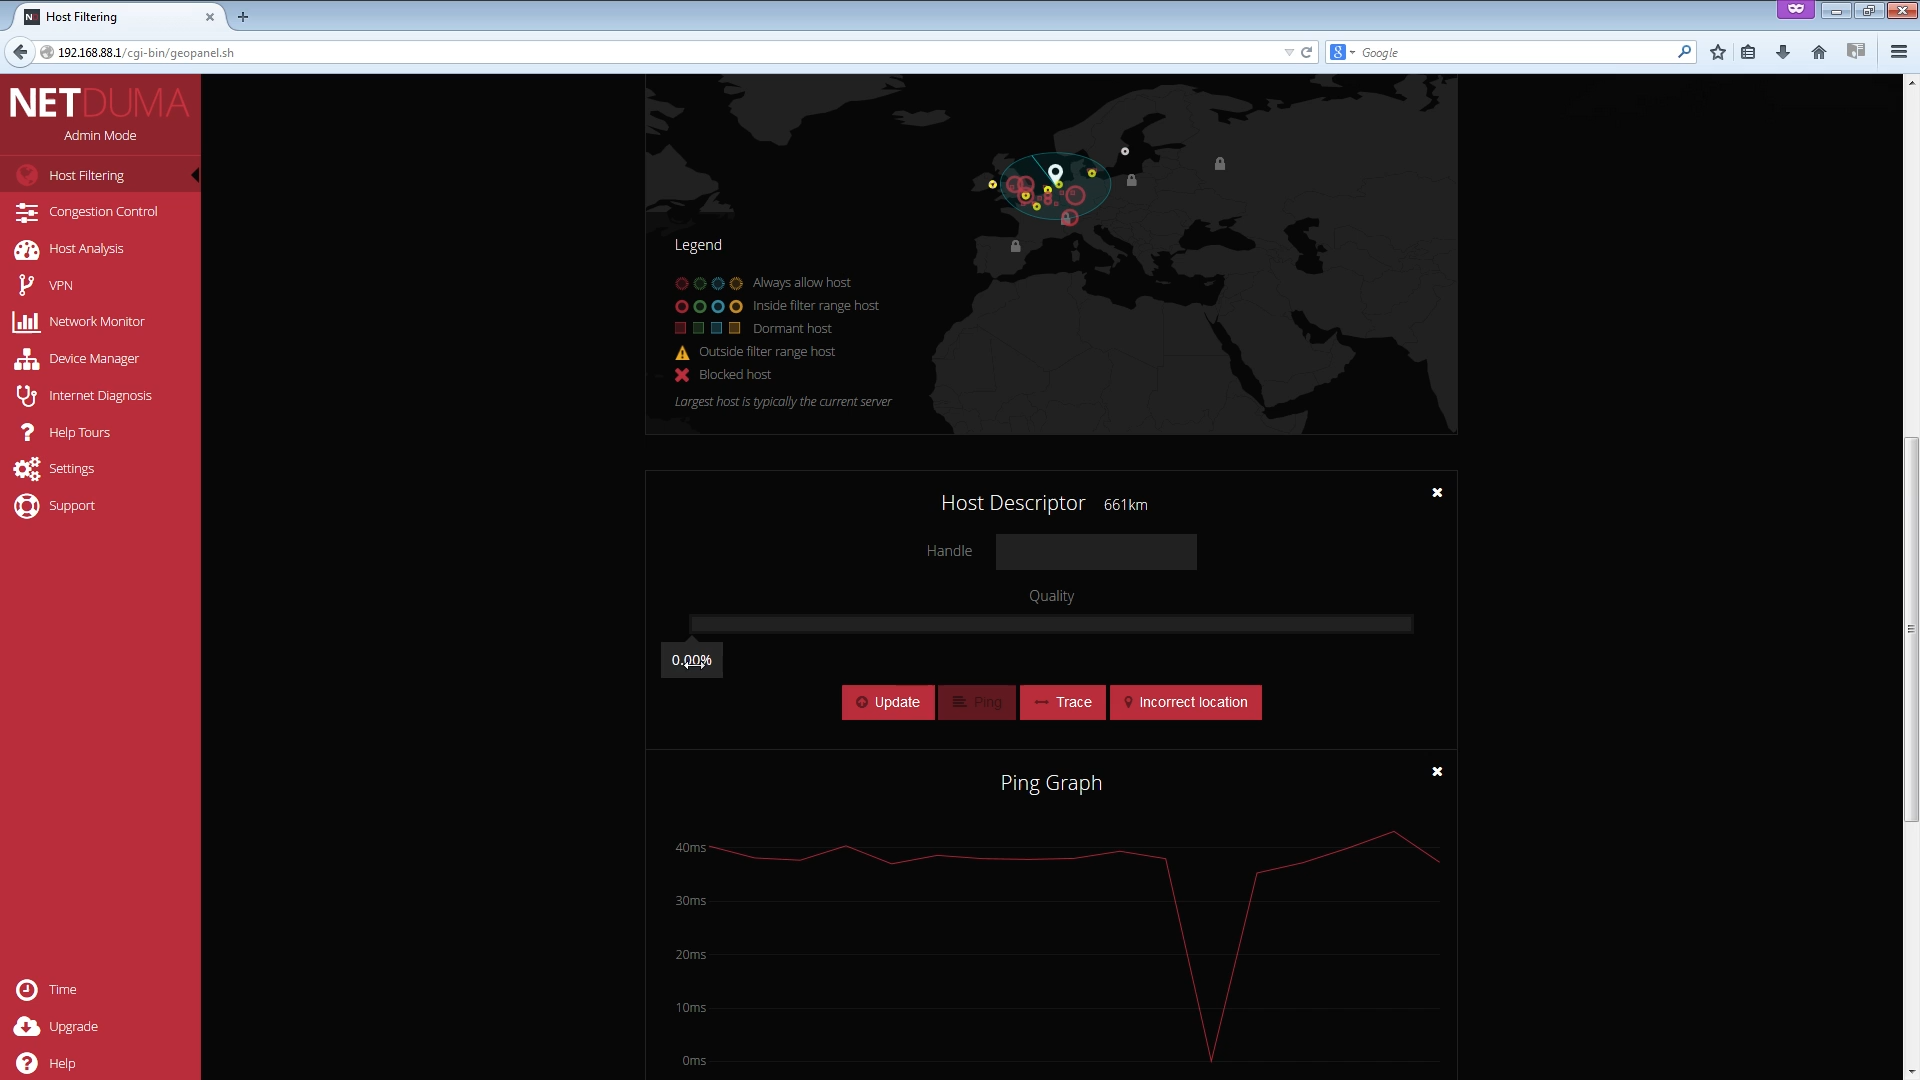 Host Filtering
192.168.88.1/cgi-bin/geopanel.sh
Google
NETDUMA
Admin Mode
Host Filtering
Congestion Control
Host Analysis
VPN
Network Monitor
Device Manager
Internet Diagnosis
Help Tours
Settings
Support
Time
Upgrade
Help
Legend
Always allow host
Inside filter range host
Dormant host
Outside filter range host
Blocked host
Largest host is typically the current server
Host Descriptor 661km
Handle
Quality
0.00%
Update Ping Trace Incorrect location
Ping Graph
40ms
30ms
20ms
10ms
0ms